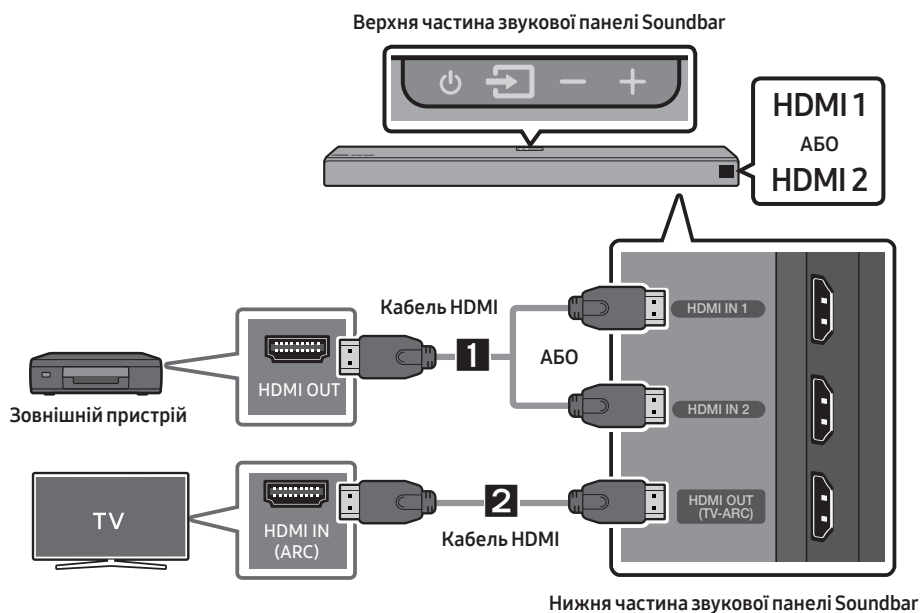 Верхня частина звукової панелі Soundbar
HDMI 1
АБО
HDMI 2
Кабель HDMI
HDMI IN 1
HDMI OUT
1
АБО
HDMI IN 2
Зовнішній пристрій
TV
HDMI IN
(ARC)
2
Кабель HDMI
HDMI OUT
(TV-ARC)
Нижня частина звукової панелі Soundbar